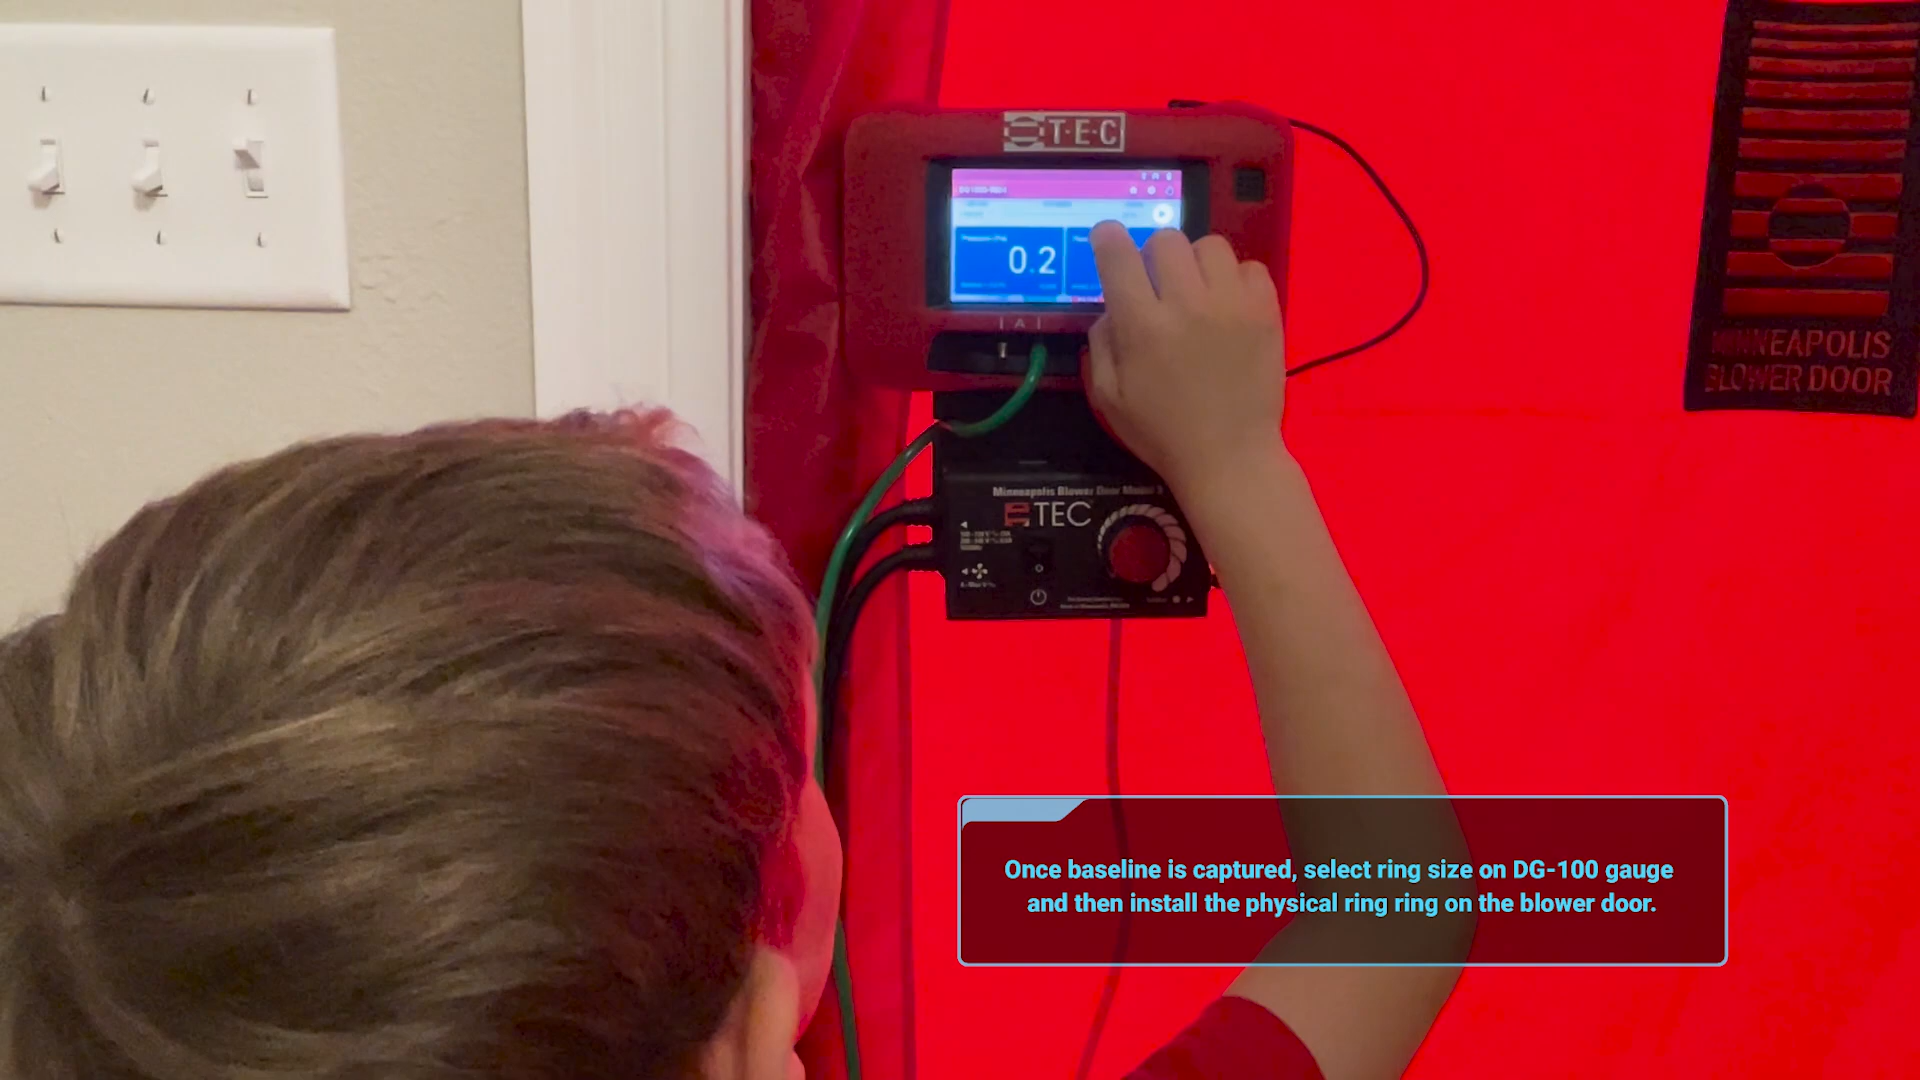 T·E·C
DG1000-
0.2
A
Minneapolis Blower Door Model 3
TEC
MINNEAPOLIS
BLOWER DOOR
Once baseline is captured, select ring size on DG-100 gauge
and then install the physical ring ring on the blower door.